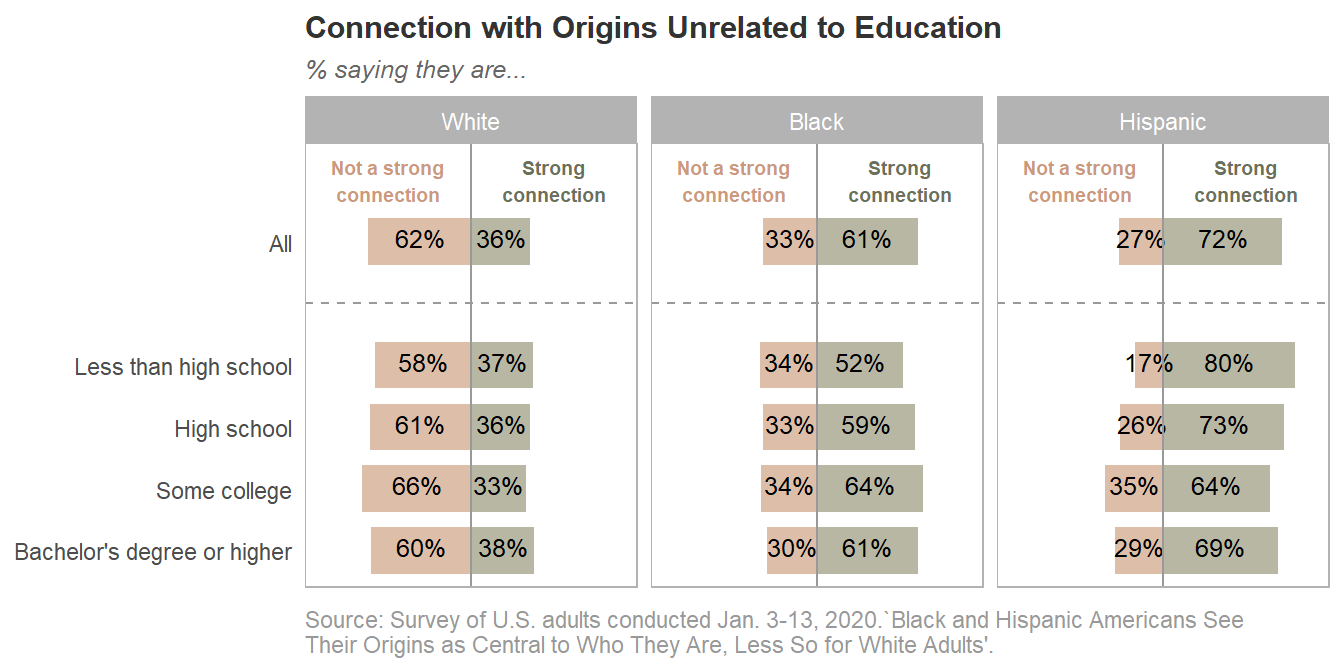 Connection with Origins Unrelated to Education
% saying they are...
White Black Hispanic
Not a strong Strong Not a strong Strong Not a strong Strong
connection connection connection connection connection connection
All 62% 36% 33% 61% 27% 72%
Less than high school 58% 37% 34% 52% 17% 80%
High school 61% 36% 33% 59% 26% 73%
Some college 66% 33% 34% 64% 35% 64%
Bachelor's degree or higher 60% 38% 30% 61% 29% 69%
Source: Survey of U.S. adults conducted Jan. 3-13, 2020.`Black and Hispanic Americans See
Their Origins as Central to Who They Are, Less So for White Adults'.